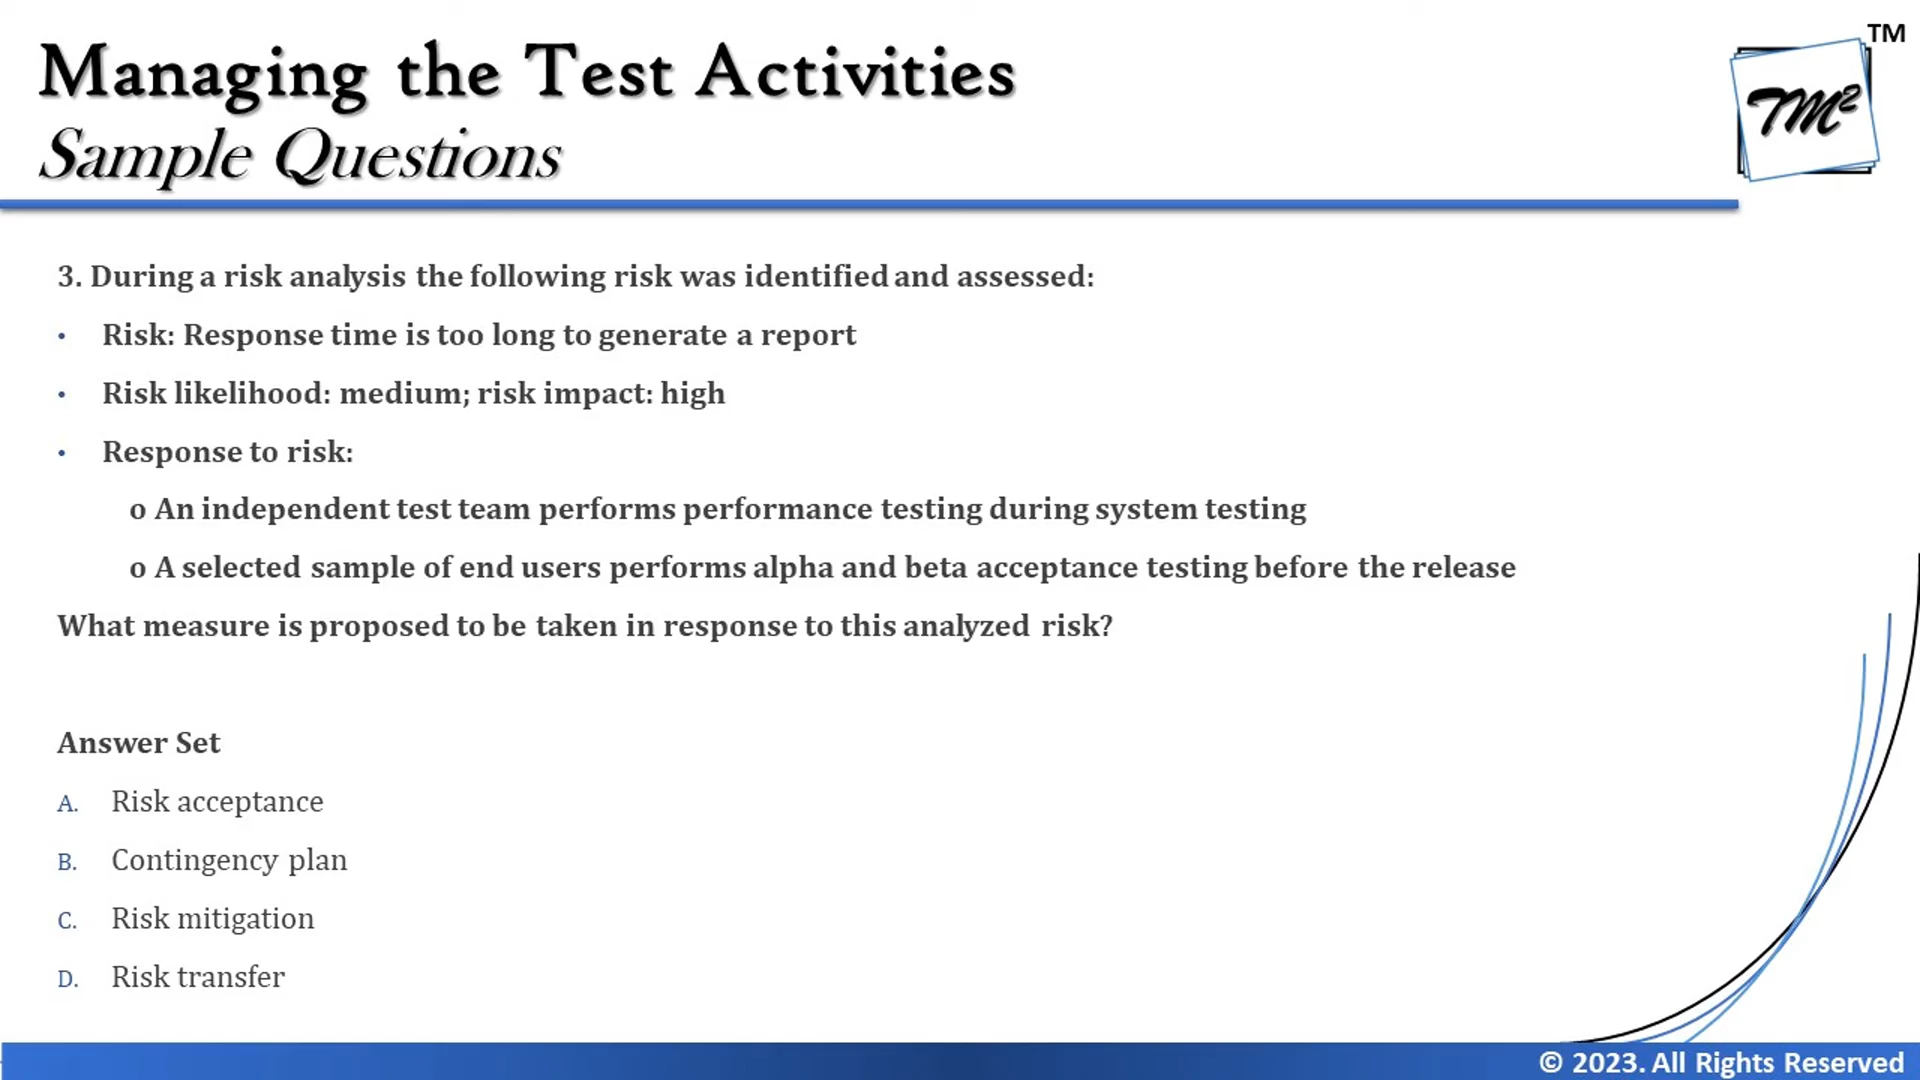 Managing the Test Activities
Sample Questions
TM
TM²
3. During a risk analysis the following risk was identified and assessed:
• Risk: Response time is too long to generate a report
• Risk likelihood: medium; risk impact: high
• Response to risk:
o An independent test team performs performance testing during system testing
o A selected sample of end users performs alpha and beta acceptance testing before the release
What measure is proposed to be taken in response to this analyzed risk?
Answer Set
A. Risk acceptance
B. Contingency plan
C. Risk mitigation
D. Risk transfer
© 2023. All Rights Reserved